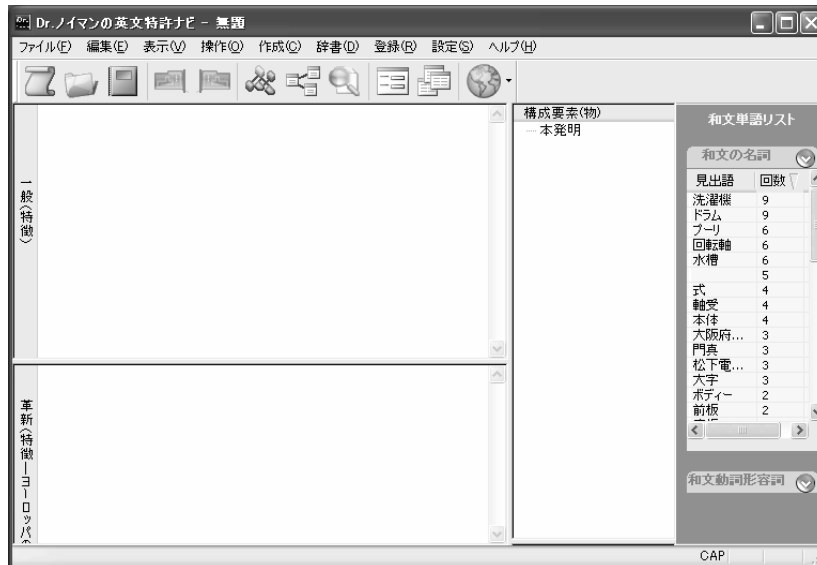 Dr.ノイマンの英文特許ナビ - 無題
ファイル(F) 編集(E) 表示(V) 操作(O) 作成(C) 辞書(D) 登録(R) 設定(S) ヘルプ(H)
一般(特徴)
革新(特徴―ヨーロッパの
構成要素(物)
本発明
和文単語リスト
和文の名詞
見出語 回数
洗濯機 9
ドラム 9
プーリ 6
回転軸 6
水槽 6
5
式 4
軸受 4
本体 4
大阪府... 3
門真 3
松下電... 3
大字 3
ボディー 2
前板 2
和文動詞形容詞
CAP